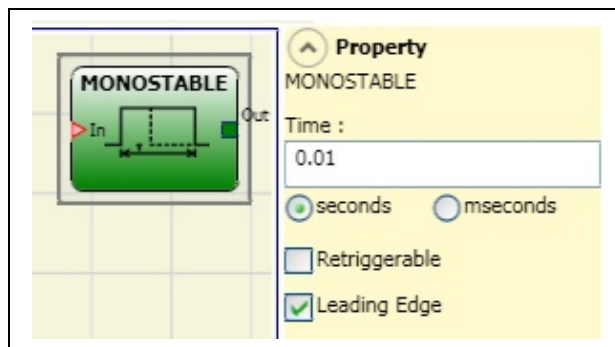 MONOSTABLE
In
Out
Property
MONOSTABLE
Time :
0.01
seconds mseconds
Retriggerable
Leading Edge